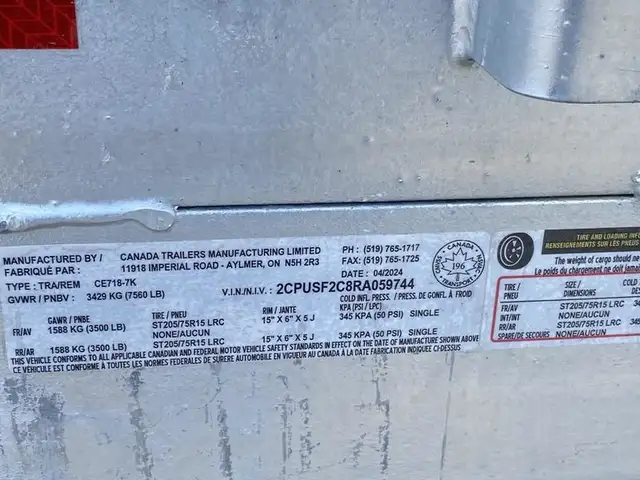 MANUFACTURED BY / CANADA TRAILERS MANUFACTURING LIMITED PH : (519) 765-1717
FABRIQUÉ PAR : 11918 IMPERIAL ROAD - AYLMER, ON N5H 2R3 FAX: (519) 765-1725
TYPE : TRA/REM CE718-7K DATE : 04/2024
GVWR / PNBV : 3429 KG (7560 LB) V.I.N/N.I.V. : 2CPUSF2C8RA059744
COLD INFL. PRESS. / PRESS. DE GONFL. À FROID
GAWR / PNBE TIRE / PNEU RIM / JANTE KPA (PSI / LPC)
FR/AV 1588 KG (3500 LB) ST205/75R15 LRC 15" X 6" X 5 J 345 KPA (50 PSI) SINGLE
NONE/AUCUN
RR/AR 1588 KG (3500 LB) ST205/75R15 LRC 15" X 6" X 5 J 345 KPA (50 PSI) SINGLE
THIS VEHICLE CONFORMS TO ALL APPLICABLE CANADIAN AND FEDERAL MOTOR VEHICLE SAFETY STANDARDS IN EFFECT ON THE DATE OF MANUFACTURE SHOWN ABOVE
CE VEHICULE EST CONFORME À TOUTES LES NORMES FEDERALES DE SURETE AUTOMOBILE EN VIGUEUR AU CANADA À LA DATE FABRICATION INDIQUEE CI-DESSUS
CANADA
196
TRANSPORT
TIRE AND LOADING INFO
RENSEIGNEMENTS SUR LES PNEUS
The weight of cargo should ne
Le poids du chargement ne doit
TIRE / SIZE / COLD
PNEU DIMENSIONS DE
FR/AV ST205/75R15 LRC 345
INT/INT NONE/AUCUN
RR/AR ST205/75R15 LRC 345
SPARE/DE SECOURS NONE/AUCUN